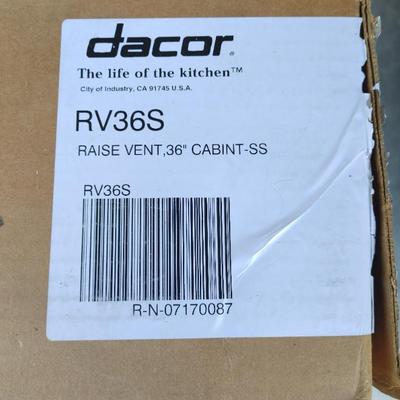 dacor®
The life of the kitchen™
City of Industry, CA 91745 U.S.A.
RV36S
RAISE VENT,36" CABINT-SS
RV36S
R-N-07170087